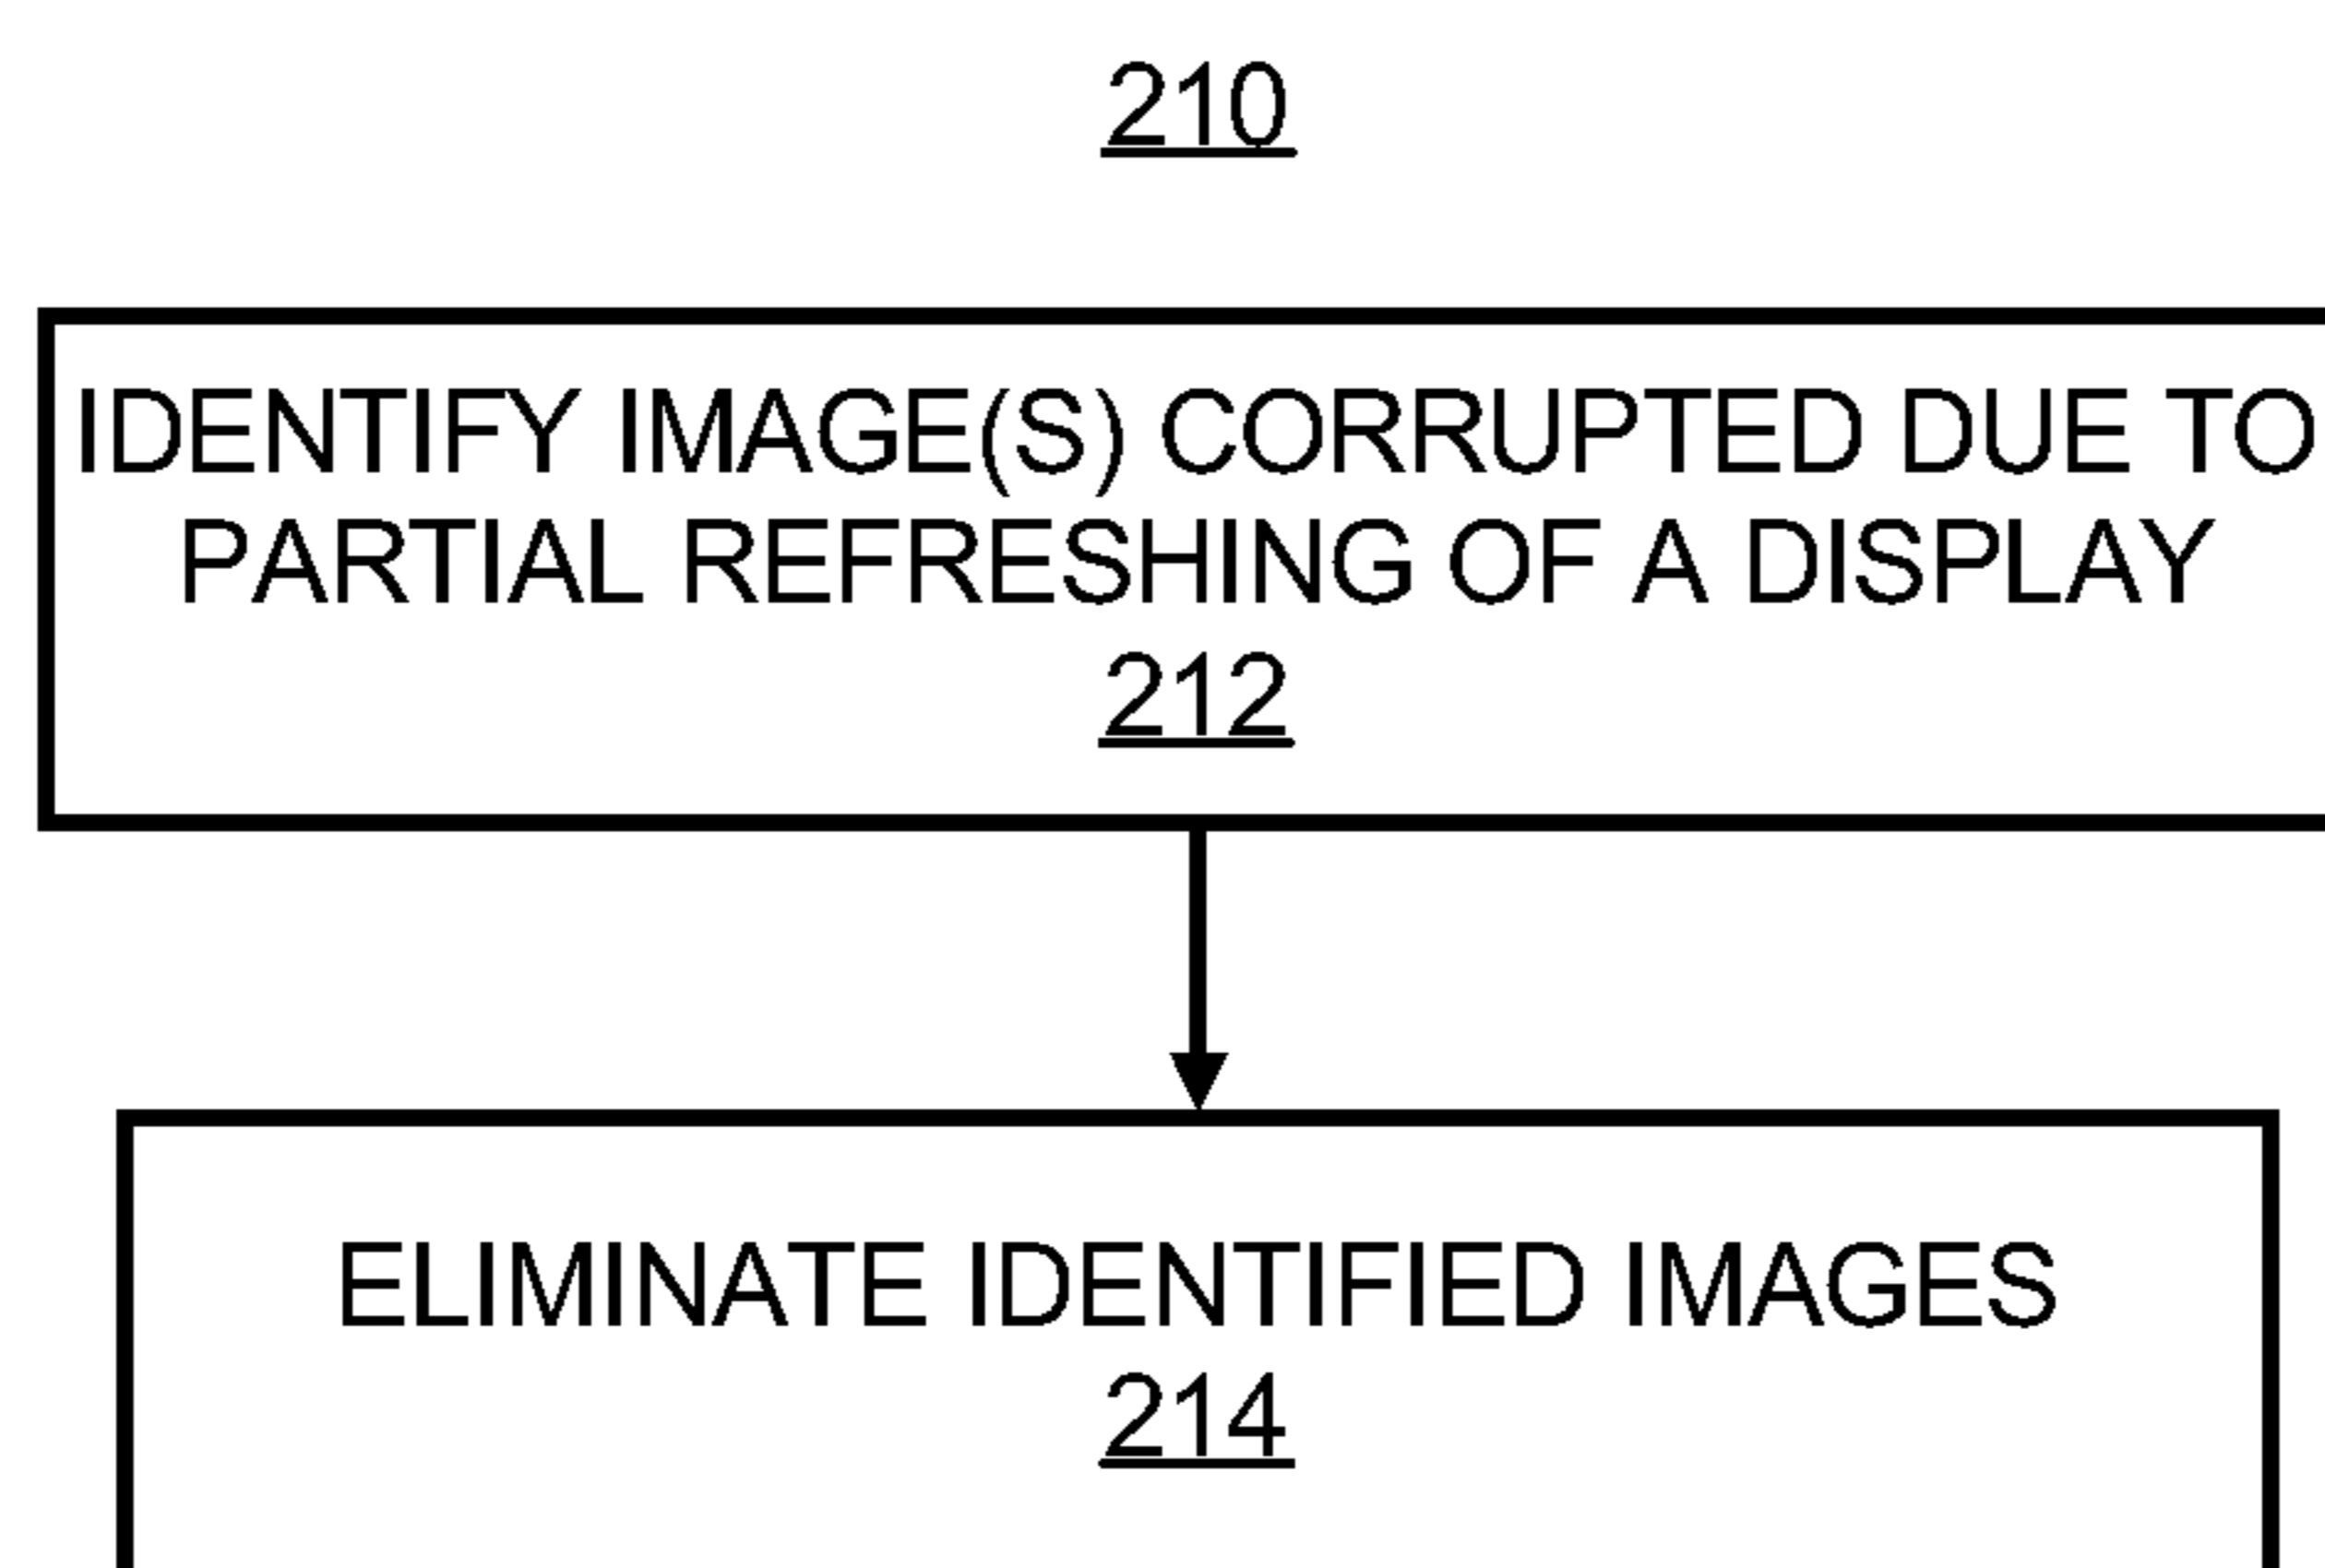 210
IDENTIFY IMAGE(S) CORRUPTED DUE TO
PARTIAL REFRESHING OF A DISPLAY
212
ELIMINATE IDENTIFIED IMAGES
214